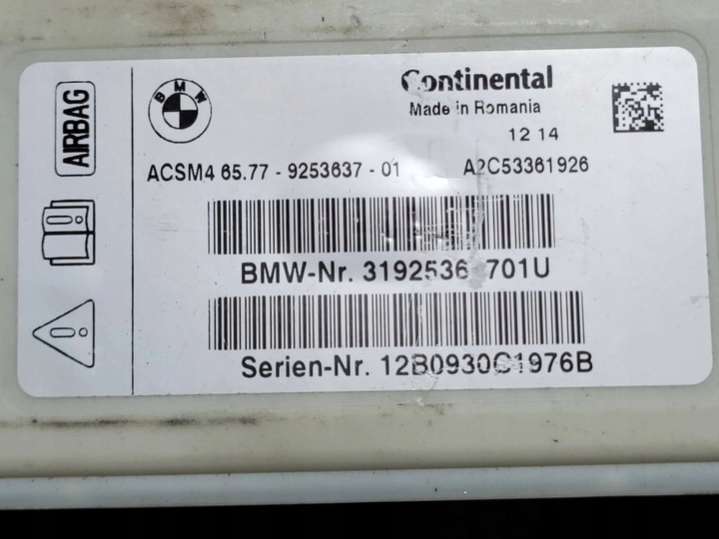 AIRBAG
BMW
Continental
Made in Romania
12 14
ACSM4 65.77 - 9253637 - 01 A2C53361926
BMW-Nr. 3192536 701U
Serien-Nr. 12B0930C1976B